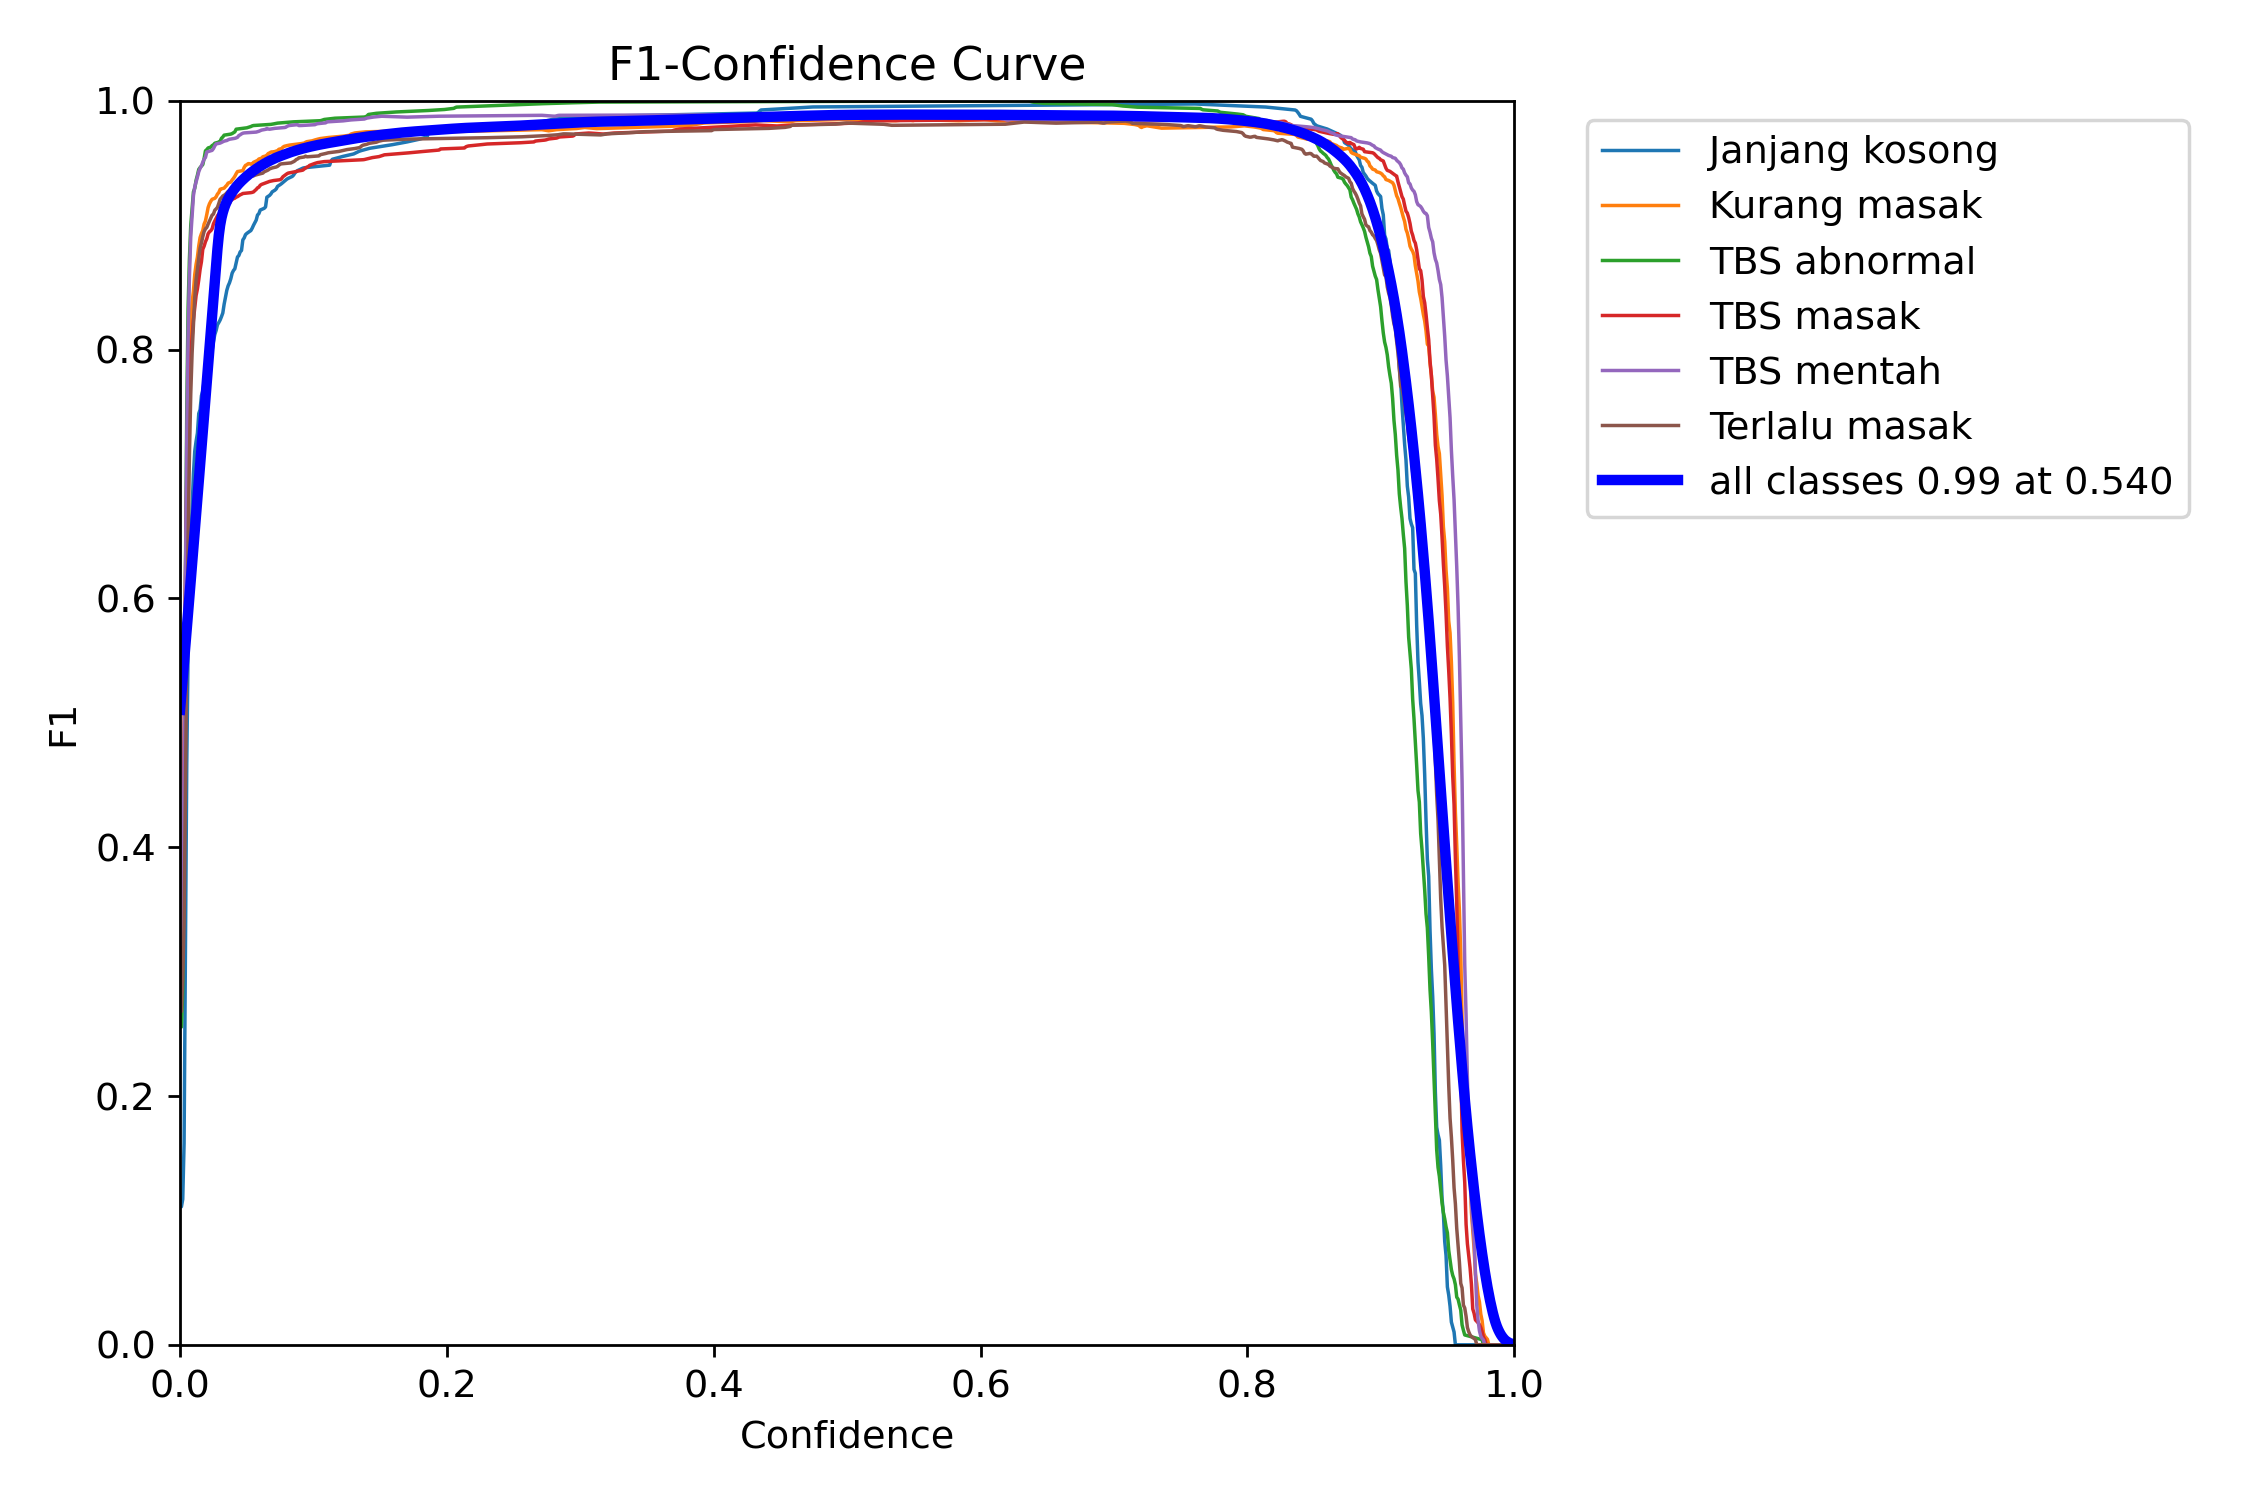 F1-Confidence Curve
1.0
0.8
0.6
0.4
0.2
0.0
F1
0.0 0.2 0.4 0.6 0.8 1.0
Confidence
Janjang kosong
Kurang masak
TBS abnormal
TBS masak
TBS mentah
Terlalu masak
all classes 0.99 at 0.540